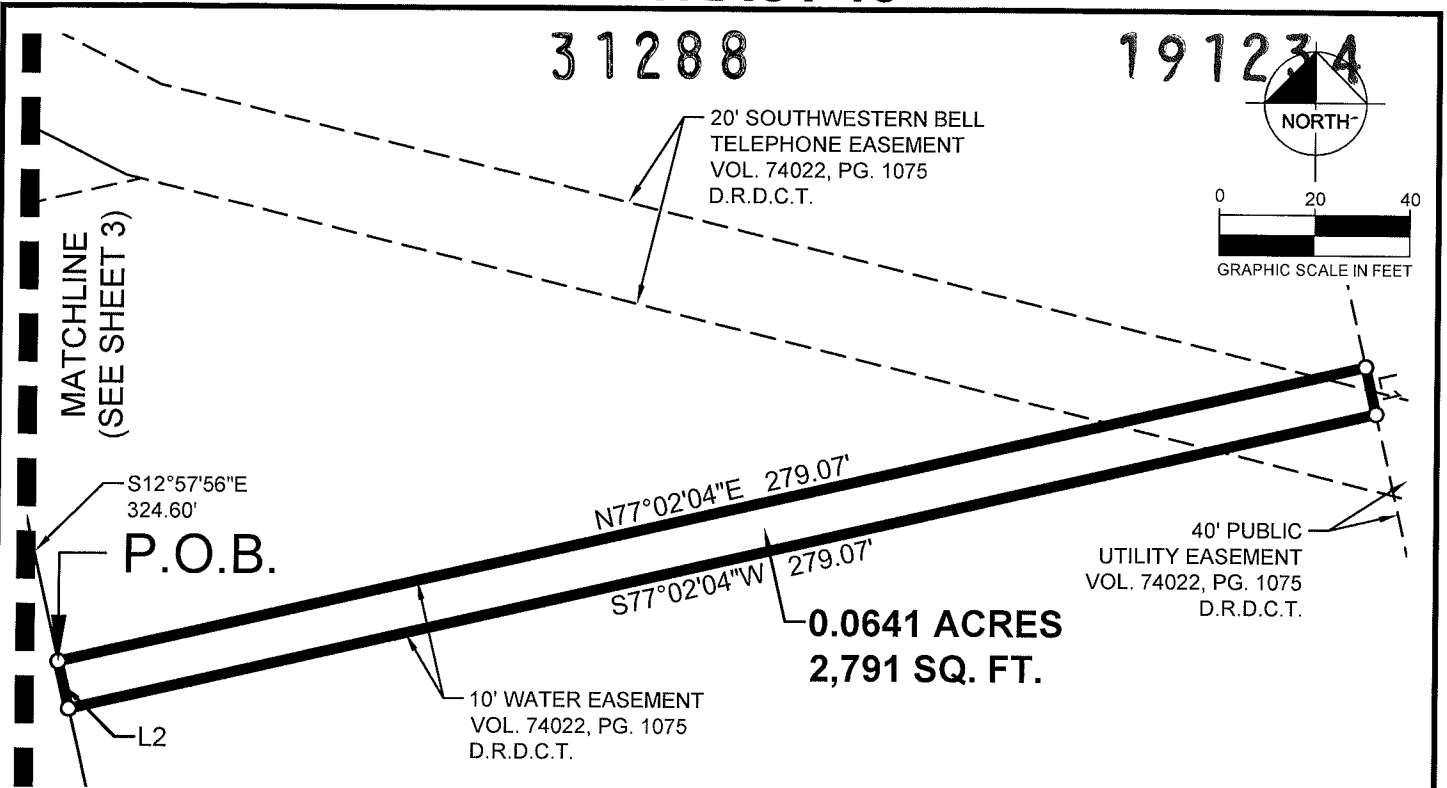 31288
191234
NORTH
20' SOUTHWESTERN BELL
TELEPHONE EASEMENT
VOL. 74022, PG. 1075
D.R.D.C.T.
0 20 40
GRAPHIC SCALE IN FEET
MATCHLINE
(SEE SHEET 3)
S12°57'56"E
324.60'
P.O.B.
N77°02'04"E 279.07'
S77°02'04"W 279.07'
40' PUBLIC
UTILITY EASEMENT
VOL. 74022, PG. 1075
D.R.D.C.T.
0.0641 ACRES
2,791 SQ. FT.
10' WATER EASEMENT
VOL. 74022, PG. 1075
D.R.D.C.T.
L2